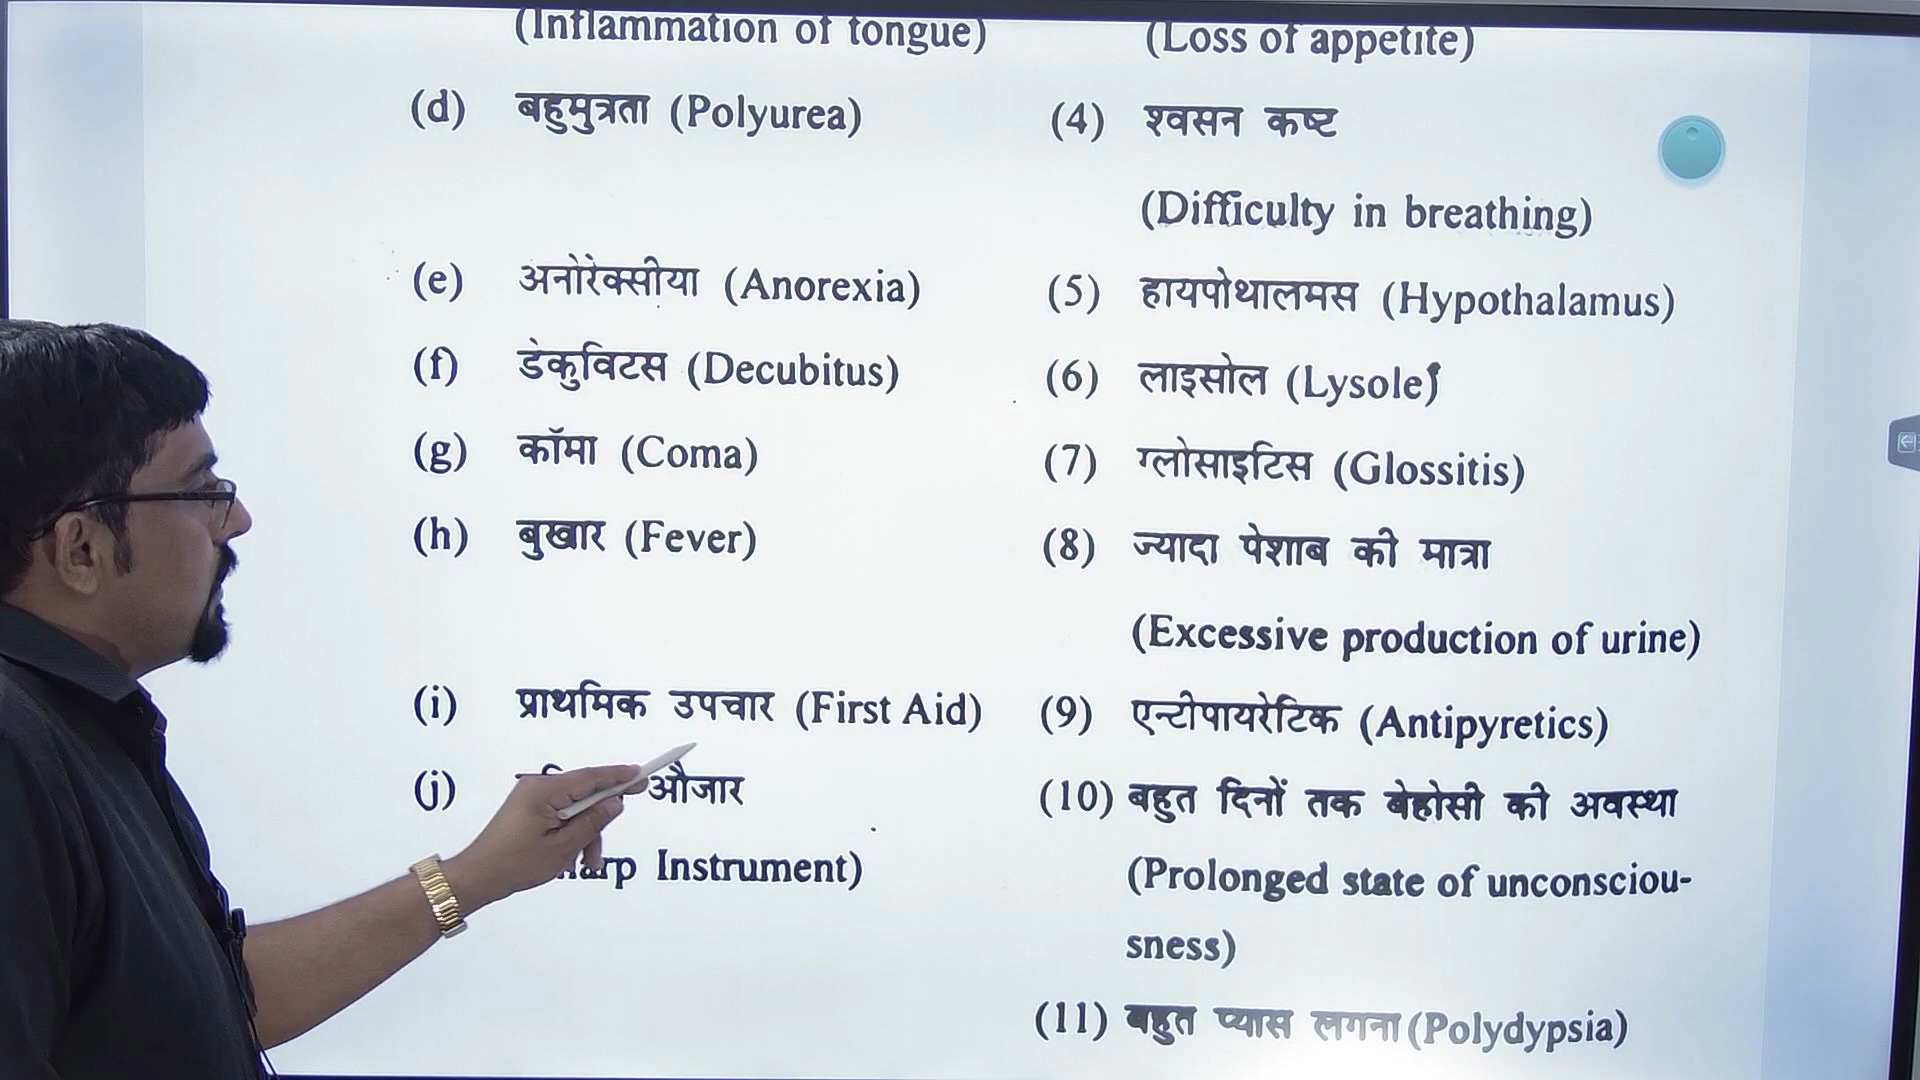 (Inflammation of tongue) (Loss of appetite)
(d) बहुमुत्रता (Polyurea) (4) श्वसन कष्ट
(Difficulty in breathing)
(e) अनोरेक्सीया (Anorexia) (5) हायपोथालमस (Hypothalamus)
(f) डेकुविटस (Decubitus) (6) लाइसोल (Lysole)
(g) कॉमा (Coma) (7) ग्लोसाइटिस (Glossitis)
(h) बुखार (Fever) (8) ज्यादा पेशाब की मात्रा
(Excessive production of urine)
(i) प्राथमिक उपचार (First Aid) (9) एन्टीपायरेटिक (Antipyretics)
(j) औजार (10) बहुत दिनों तक बेहोसी की अवस्था
Instrument) (Prolonged state of unconsciou-
sness)
(11) बहुत प्यास लगना (Polydypsia)